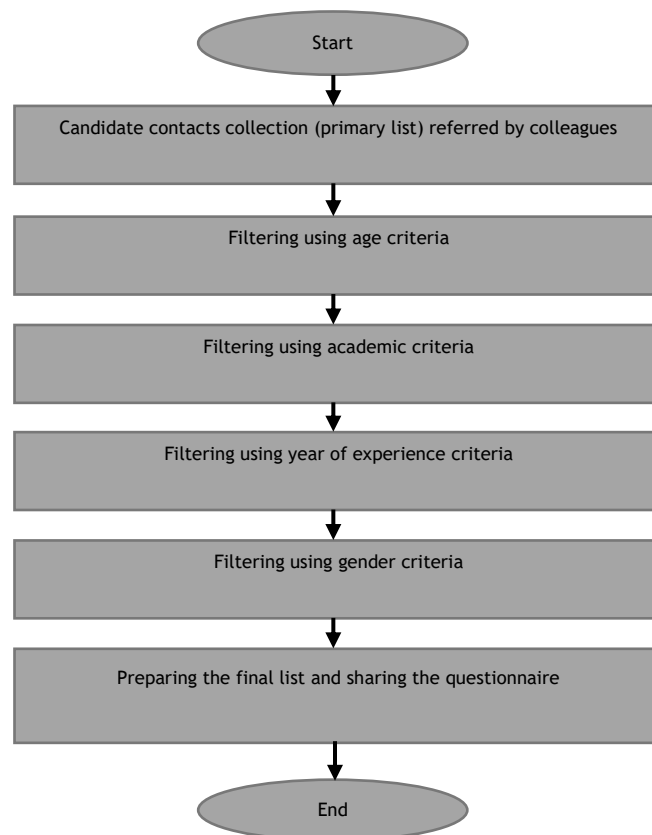 Start
Candidate contacts collection (primary list) referred by colleagues
Filtering using age criteria
Filtering using academic criteria
Filtering using year of experience criteria
Filtering using gender criteria
Preparing the final list and sharing the questionnaire
End